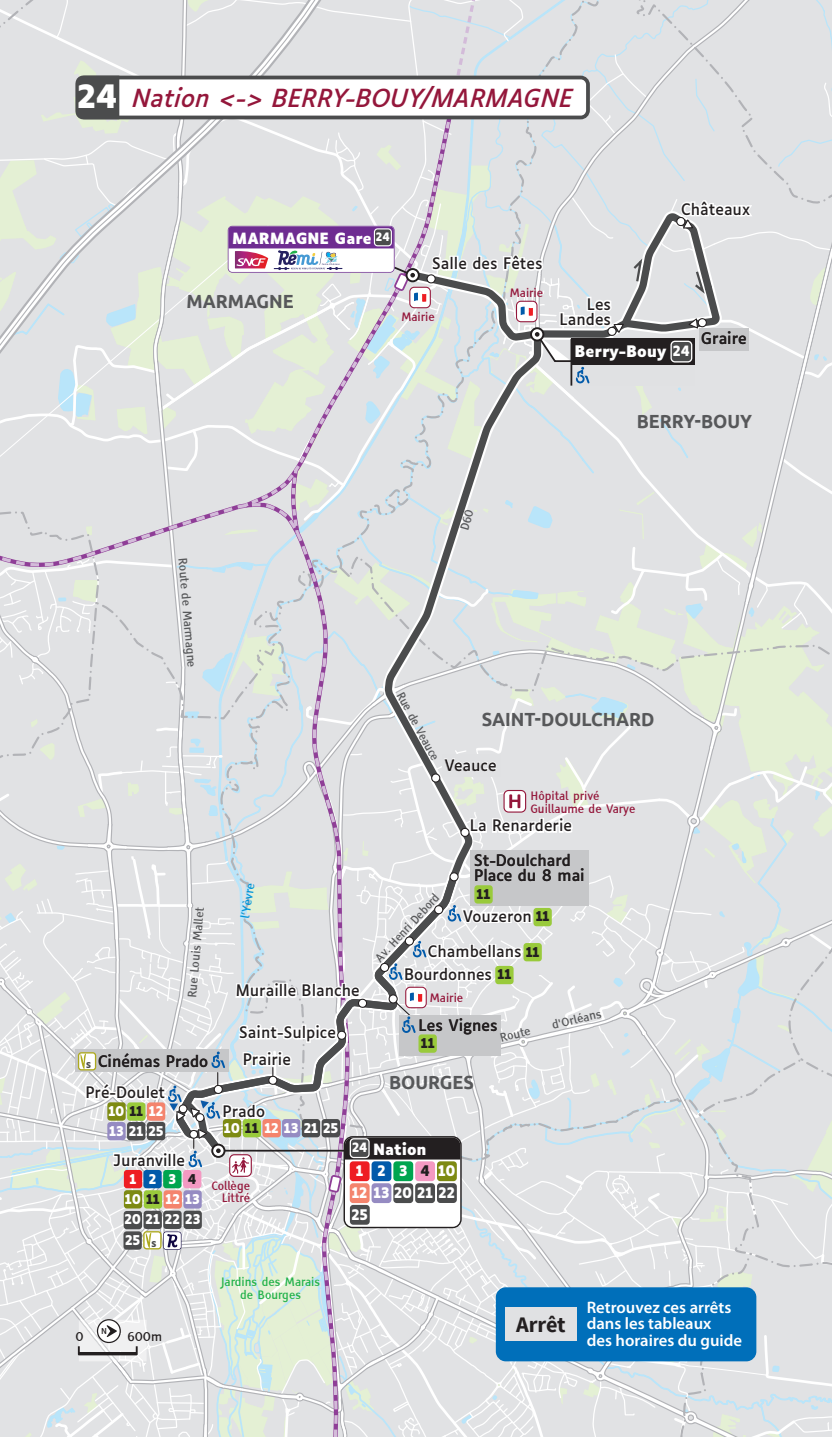 24 Nation <-> BERRY-BOUY/MARMAGNE
Châteaux
MARMAGNE Gare 24
SNCF Rémi
Salle des Fêtes
Mairie
Mairie
MARMAGNE
Les
Landes
Graire
Berry-Bouy 24
BERRY-BOUY
D60
Route de Marmagne
Rue de Veauce
SAINT-DOULCHARD
Veauce
H Hôpital privé
Guillaume de Varye
La Renarderie
St-Doulchard
Place du 8 mai
11
l'Yèvre
Rue Louis Mallet
Av. Henri Debord
Vouzeron 11
Chambellans 11
Bourdonnes 11
Muraille Blanche
Mairie
Saint-Sulpice
Les Vignes
11
Route d'Orléans
Vs Cinémas Prado
Prairie
BOURGES
Pré-Doulet
10 11 12
13 21 25
Prado
10 11 12 13 21 25
Juranville
1 2 3 4
10 11 12 13
20 21 22 23
25 Vs R
Collège
Littré
24 Nation
1 2 3 4 10
12 13 20 21 22
25
Jardins des Marais
de Bourges
0 N 600m
Arrêt
Retrouvez ces arrêts
dans les tableaux
des horaires du guide